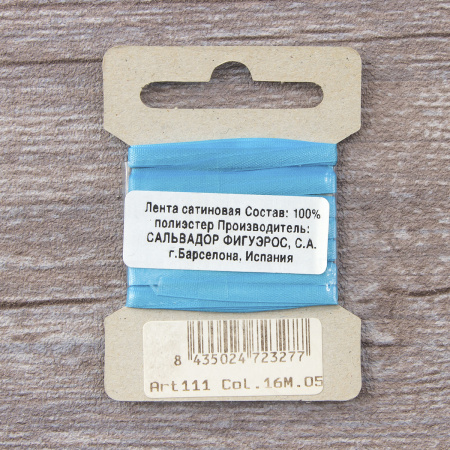 Лента сатиновая Состав: 100%
полиэстер Производитель:
САЛЬВАДОР ФИГУЭРОС, С.А.
г.Барселона, Испания
8 435024 723277
Art111 Col.16M.05